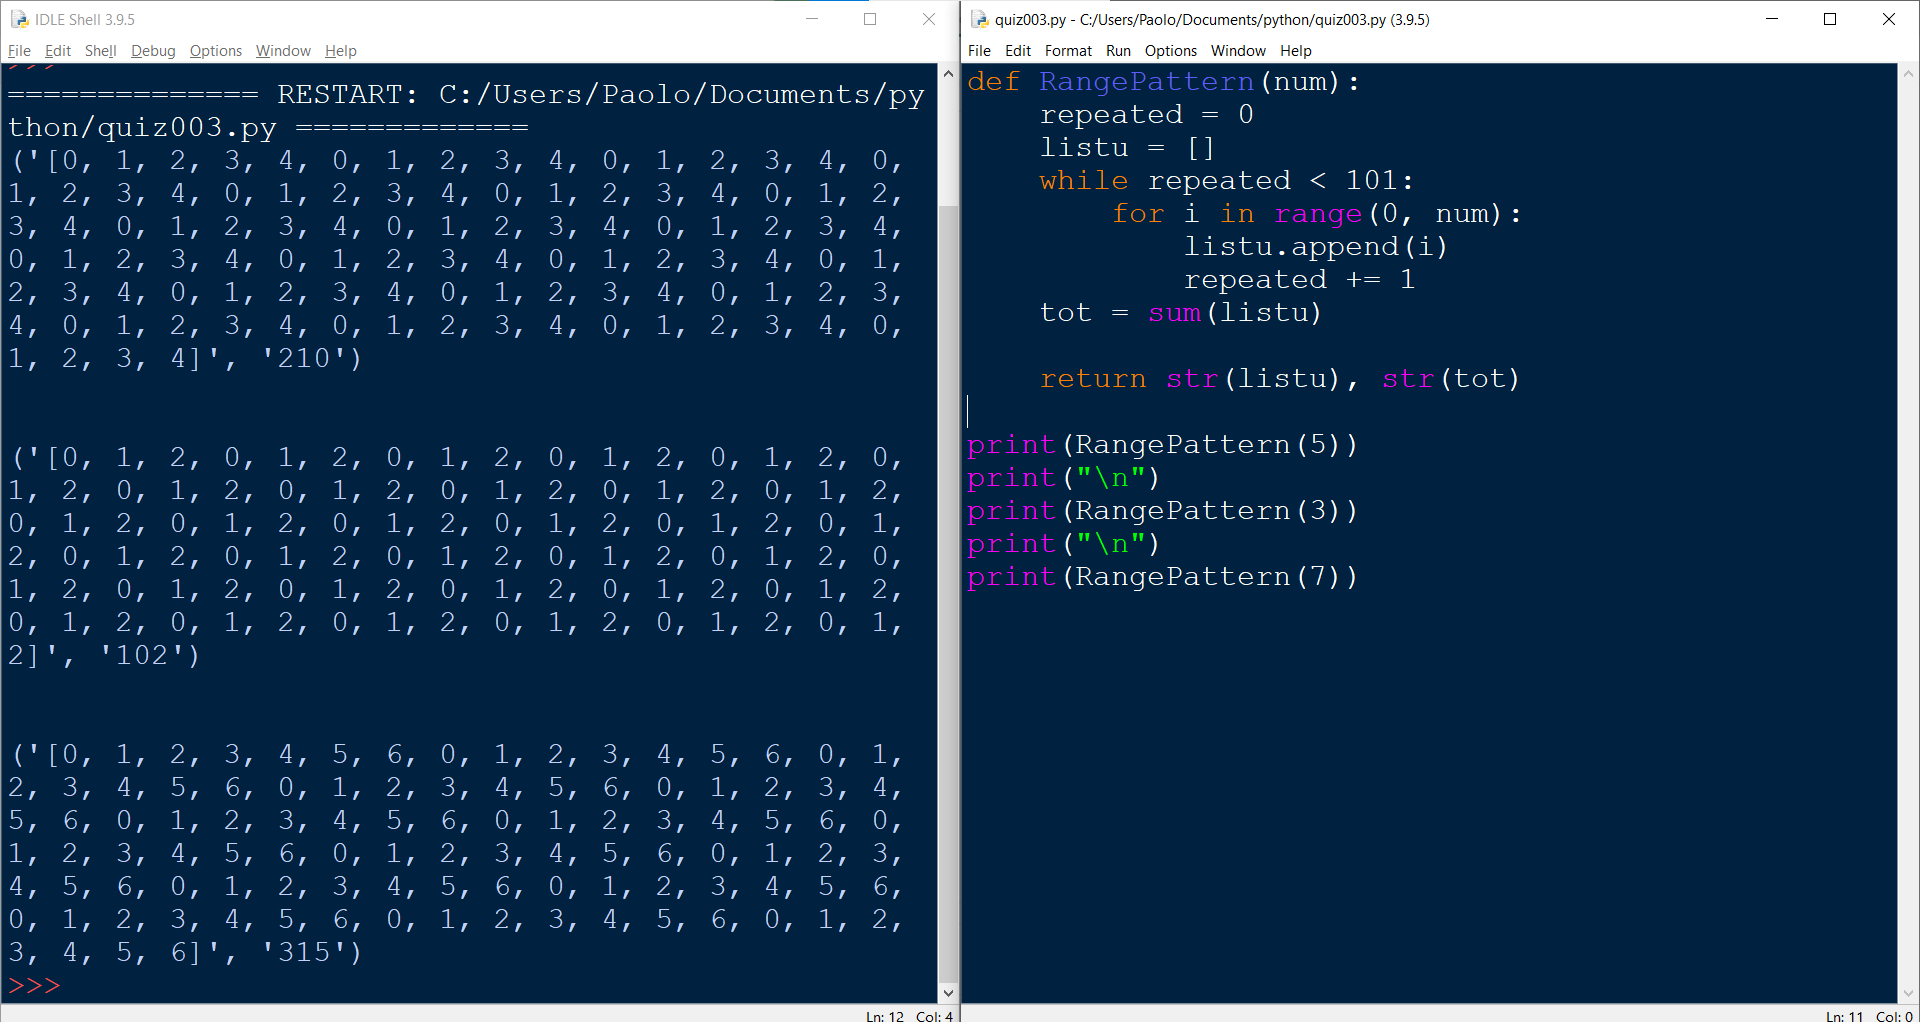 IDLE Shell 3.9.5
File Edit Shell Debug Options Window Help
>>>
============== RESTART: C:/Users/Paolo/Documents/py
thon/quiz003.py =============
('[0, 1, 2, 3, 4, 0, 1, 2, 3, 4, 0, 1, 2, 3, 4, 0,
1, 2, 3, 4, 0, 1, 2, 3, 4, 0, 1, 2, 3, 4, 0, 1, 2,
3, 4, 0, 1, 2, 3, 4, 0, 1, 2, 3, 4, 0, 1, 2, 3, 4,
0, 1, 2, 3, 4, 0, 1, 2, 3, 4, 0, 1, 2, 3, 4, 0, 1,
2, 3, 4, 0, 1, 2, 3, 4, 0, 1, 2, 3, 4, 0, 1, 2, 3,
4, 0, 1, 2, 3, 4, 0, 1, 2, 3, 4, 0, 1, 2, 3, 4, 0,
1, 2, 3, 4]', '210')
('[0, 1, 2, 0, 1, 2, 0, 1, 2, 0, 1, 2, 0, 1, 2, 0,
1, 2, 0, 1, 2, 0, 1, 2, 0, 1, 2, 0, 1, 2, 0, 1, 2,
0, 1, 2, 0, 1, 2, 0, 1, 2, 0, 1, 2, 0, 1, 2, 0, 1,
2, 0, 1, 2, 0, 1, 2, 0, 1, 2, 0, 1, 2, 0, 1, 2, 0,
1, 2, 0, 1, 2, 0, 1, 2, 0, 1, 2, 0, 1, 2, 0, 1, 2,
0, 1, 2, 0, 1, 2, 0, 1, 2, 0, 1, 2, 0, 1, 2, 0, 1,
2]', '102')
('[0, 1, 2, 3, 4, 5, 6, 0, 1, 2, 3, 4, 5, 6, 0, 1,
2, 3, 4, 5, 6, 0, 1, 2, 3, 4, 5, 6, 0, 1, 2, 3, 4,
5, 6, 0, 1, 2, 3, 4, 5, 6, 0, 1, 2, 3, 4, 5, 6, 0,
1, 2, 3, 4, 5, 6, 0, 1, 2, 3, 4, 5, 6, 0, 1, 2, 3,
4, 5, 6, 0, 1, 2, 3, 4, 5, 6, 0, 1, 2, 3, 4, 5, 6,
0, 1, 2, 3, 4, 5, 6, 0, 1, 2, 3, 4, 5, 6, 0, 1, 2,
3, 4, 5, 6]', '315')
>>>
Ln: 12 Col: 4
quiz003.py - C:/Users/Paolo/Documents/python/quiz003.py (3.9.5)
File Edit Format Run Options Window Help
def RangePattern(num):
    repeated = 0
    listu = []
    while repeated < 101:
        for i in range(0, num):
            listu.append(i)
            repeated += 1
    tot = sum(listu)
    return str(listu), str(tot)
print(RangePattern(5))
print("\n")
print(RangePattern(3))
print("\n")
print(RangePattern(7))
Ln: 11 Col: 0